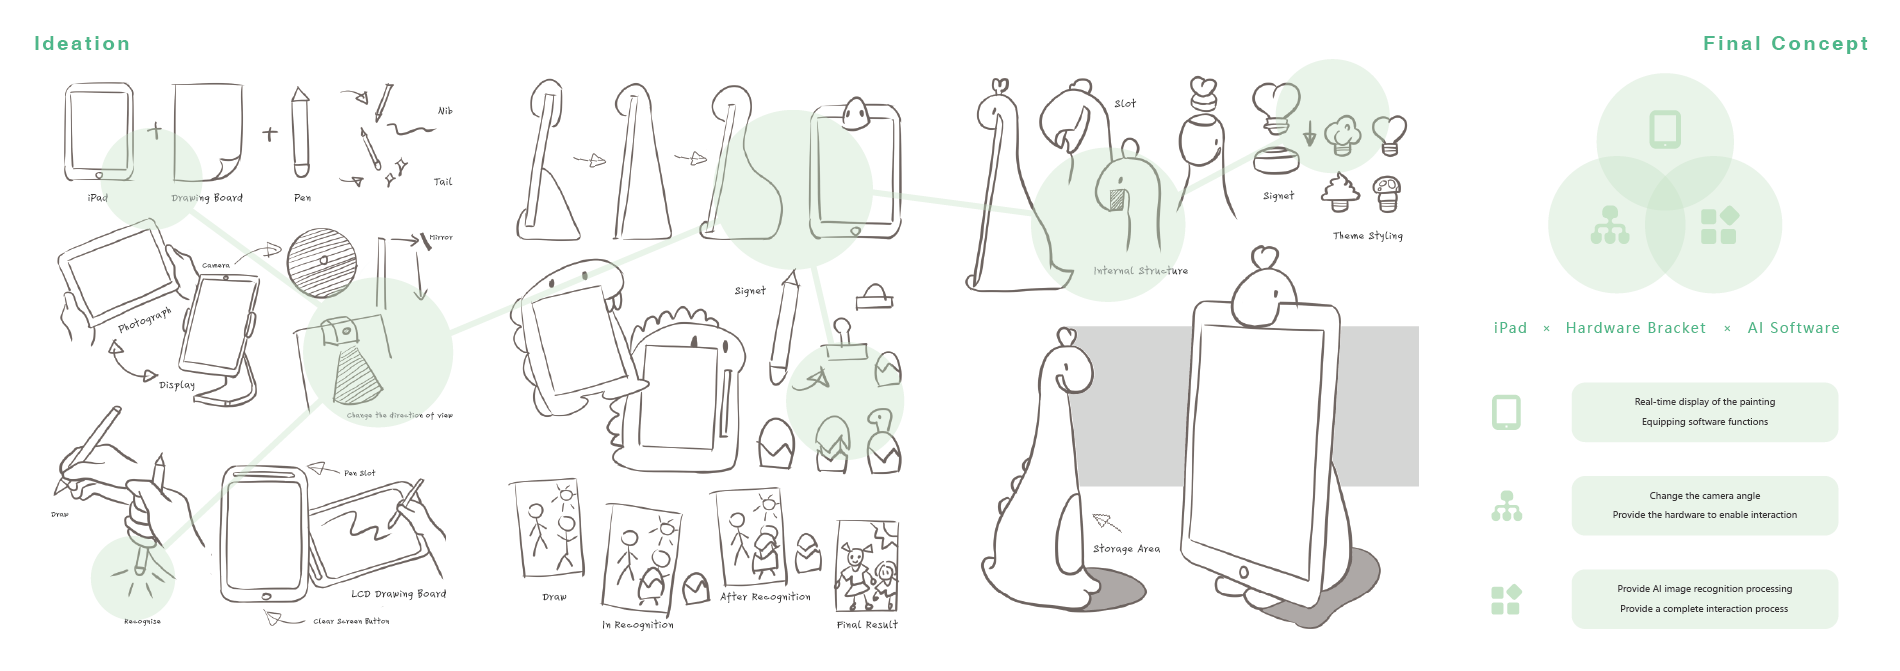 Ideation
Final Concept
iPad
Drawing Board
Pen
Nib
Tail
Camera
Mirror
Photograph
Display
Change the direction of view
Draw
Recognise
Pen Slot
LCD Drawing Board
Clear Screen Button
Signet
Draw
In Recognition
After Recognition
Final Result
Slot
Internal Structure
Signet
Theme Styling
Storage Area
iPad × Hardware Bracket × AI Software
Real-time display of the painting
Equipping software functions
Change the camera angle
Provide the hardware to enable interaction
Provide AI image recognition processing
Provide a complete interaction process